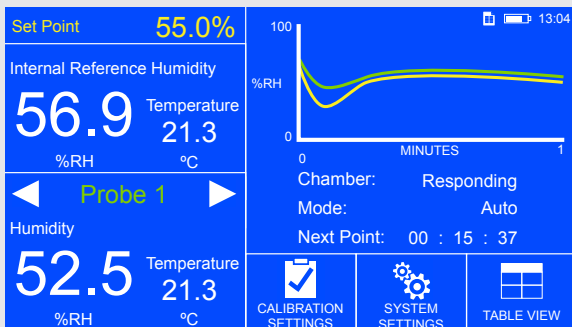 Set Point 55.0%
Internal Reference Humidity
56.9
%RH
Temperature
21.3
ºC
Probe 1
Humidity
52.5
%RH
Temperature
21.3
ºC
13:04
100
%RH
0
0
MINUTES
1
Chamber: Responding
Mode: Auto
Next Point: 00 : 15 : 37
CALIBRATION
SETTINGS
SYSTEM
SETTINGS
TABLE VIEW